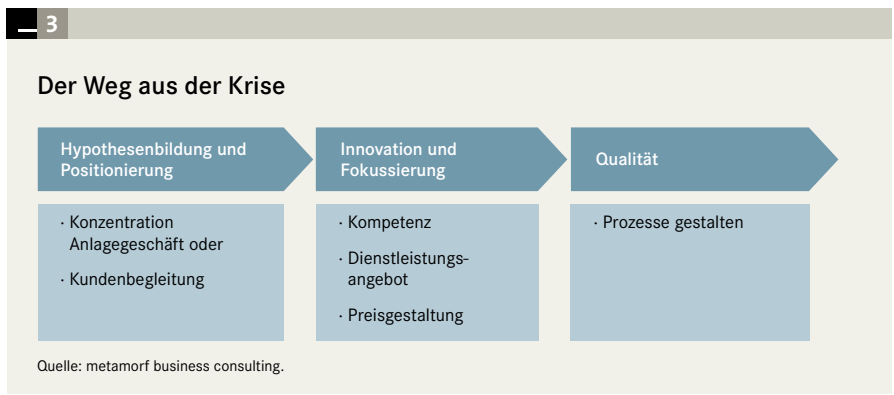 3
Der Weg aus der Krise
Hypothesenbildung und
Positionierung
· Konzentration
Anlagegeschäft oder
· Kundenbegleitung
Innovation und
Fokussierung
· Kompetenz
· Dienstleistungs-
angebot
· Preisgestaltung
Qualität
· Prozesse gestalten
Quelle: metamorf business consulting.